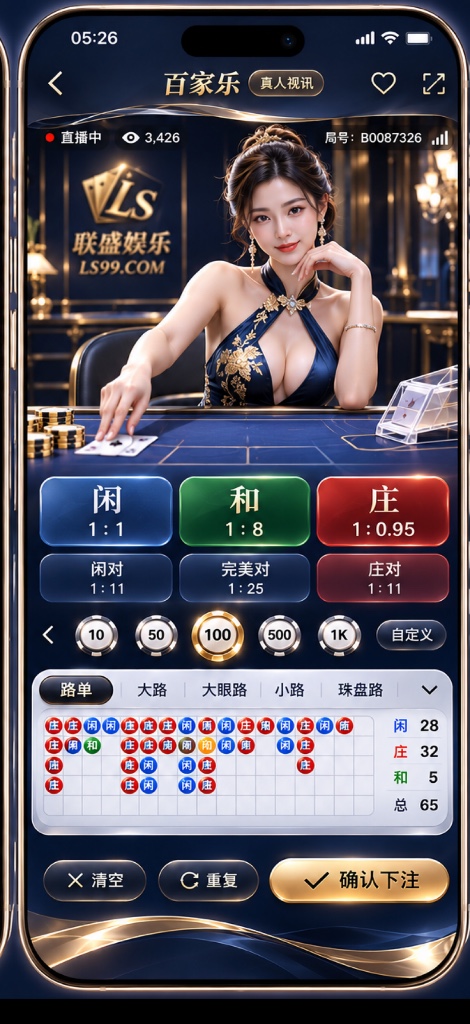 05:26
百家乐 真人视讯
直播中 3,426 局号：B0087326
LS
联盛娱乐
LS99.COM
闲 和 庄
1 : 1 1 : 8 1 : 0.95
闲对 完美对 庄对
1 : 11 1 : 25 1 : 11
10 50 100 500 1K 自定义
路单 大路 大眼路 小路 珠盘路
闲 28
庄 32
和 5
总 65
清空 重复 确认下注